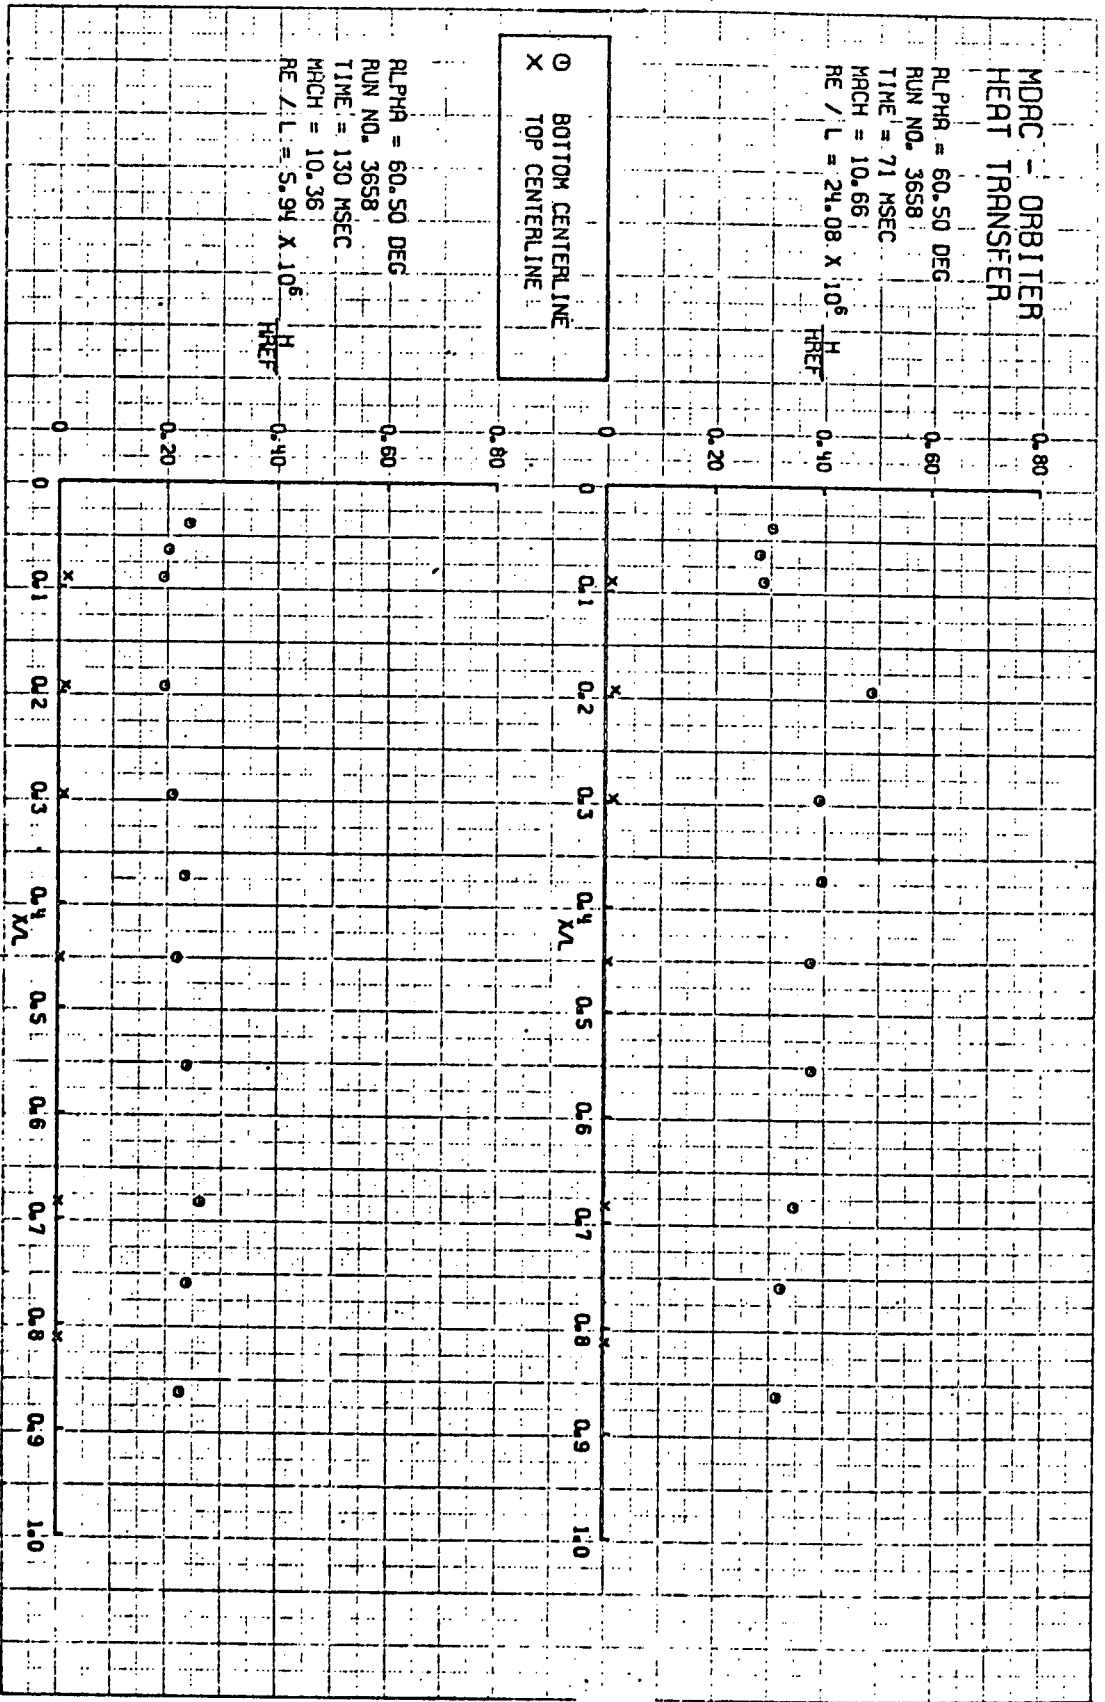 MDAC - ORBITER
HEAT TRANSFER
ALPHA = 60.50 DEG
RUN NO. 3658
TIME = 71 MSEC
MACH = 10.66
RE / L = 24.08 X 10⁶
H
HREF
0.80
0.60
0.40
0.20
0
0 0.1 0.2 0.3 0.4 0.5 0.6 0.7 0.8 0.9 1.0
X/L
⊙ BOTTOM CENTERLINE
X TOP CENTERLINE
ALPHA = 60.50 DEG
RUN NO. 3658
TIME = 130 MSEC
MACH = 10.36
RE / L = 5.94 X 10⁶
H
HREF
0.80
0.60
0.40
0.20
0
0 0.1 0.2 0.3 0.4 0.5 0.6 0.7 0.8 0.9 1.0
X/L